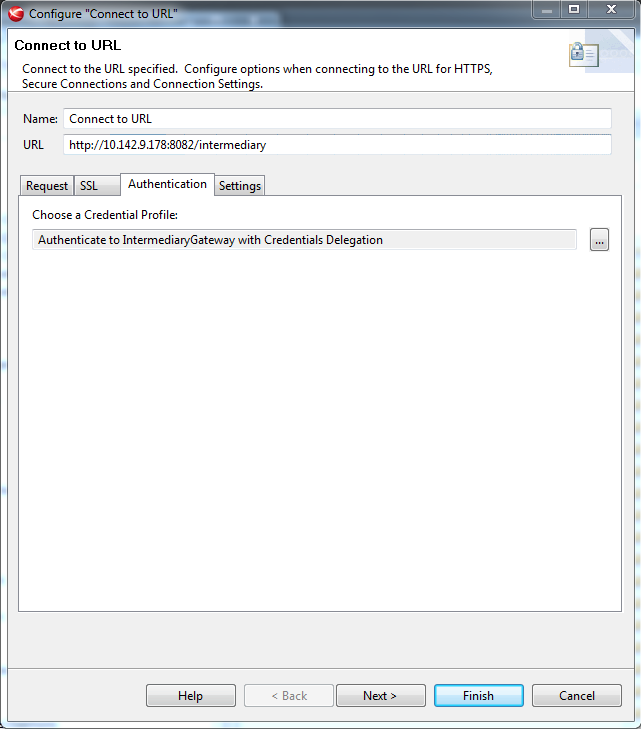 Configure "Connect to URL"
Connect to URL
Connect to the URL specified.  Configure options when connecting to the URL for HTTPS,
Secure Connections and Connection Settings.
Name: Connect to URL
URL http://10.142.9.178:8082/intermediary
Request SSL Authentication Settings
Choose a Credential Profile:
Authenticate to IntermediaryGateway with Credentials Delegation ...
Help < Back Next > Finish Cancel